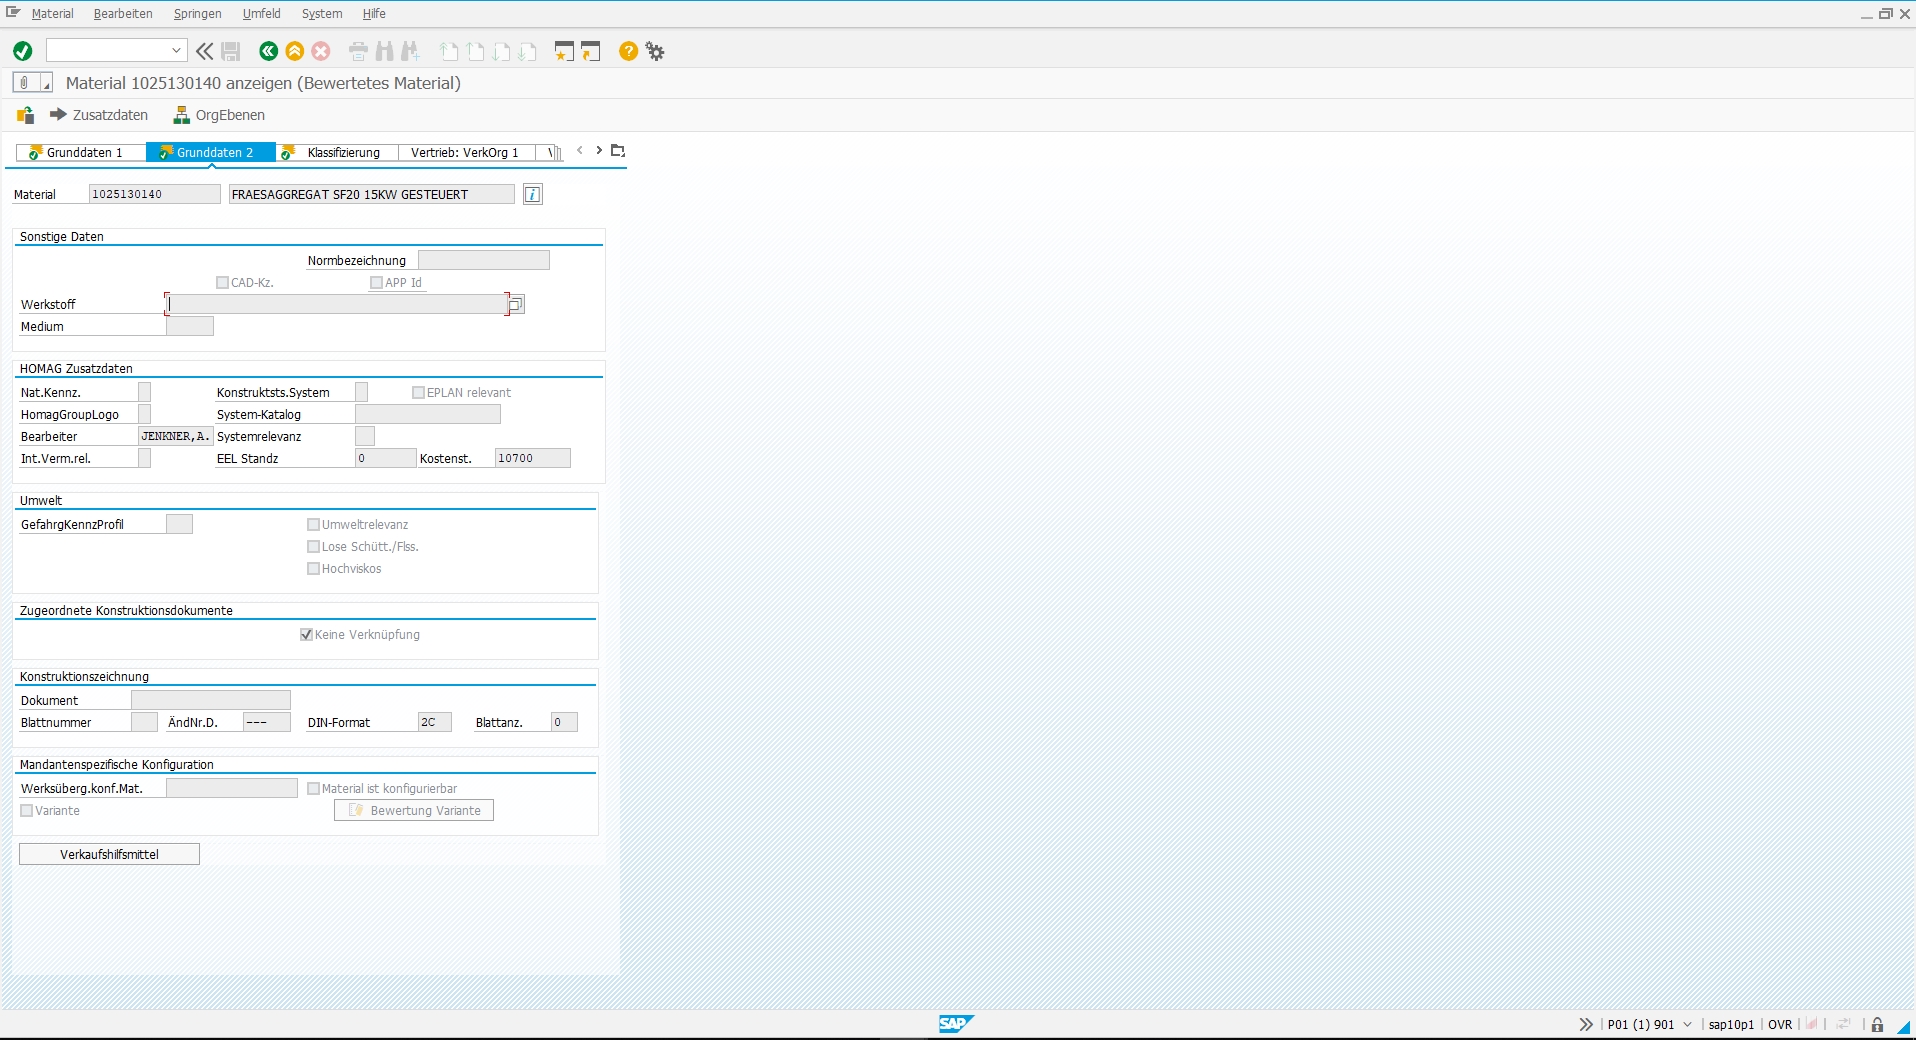 Material Bearbeiten Springen Umfeld System Hilfe
Material 1025130140 anzeigen (Bewertetes Material)
Zusatzdaten OrgEbenen
Grunddaten 1 Grunddaten 2 Klassifizierung Vertrieb: VerkOrg 1
Material 1025130140 FRAESAGGREGAT SF20 15KW GESTEUERT
Sonstige Daten
Normbezeichnung
CAD-Kz. APP Id
Werkstoff
Medium
HOMAG Zusatzdaten
Nat.Kennz. Konstruktsts.System EPLAN relevant
HomagGroupLogo System-Katalog
Bearbeiter JENKNER,A. Systemrelevanz
Int.Verm.rel. EEL Standz 0 Kostenst. 10700
Umwelt
GefahrgKennzProfil Umweltrelevanz
Lose Schütt./Flss.
Hochviskos
Zugeordnete Konstruktionsdokumente
Keine Verknüpfung
Konstruktionszeichnung
Dokument
Blattnummer ÄndNr.D. --- DIN-Format 2C Blattanz. 0
Mandantenspezifische Konfiguration
Werksüberg.konf.Mat. Material ist konfigurierbar
Variante Bewertung Variante
Verkaufshilfsmittel
SAP P01 (1) 901 sap10p1 OVR